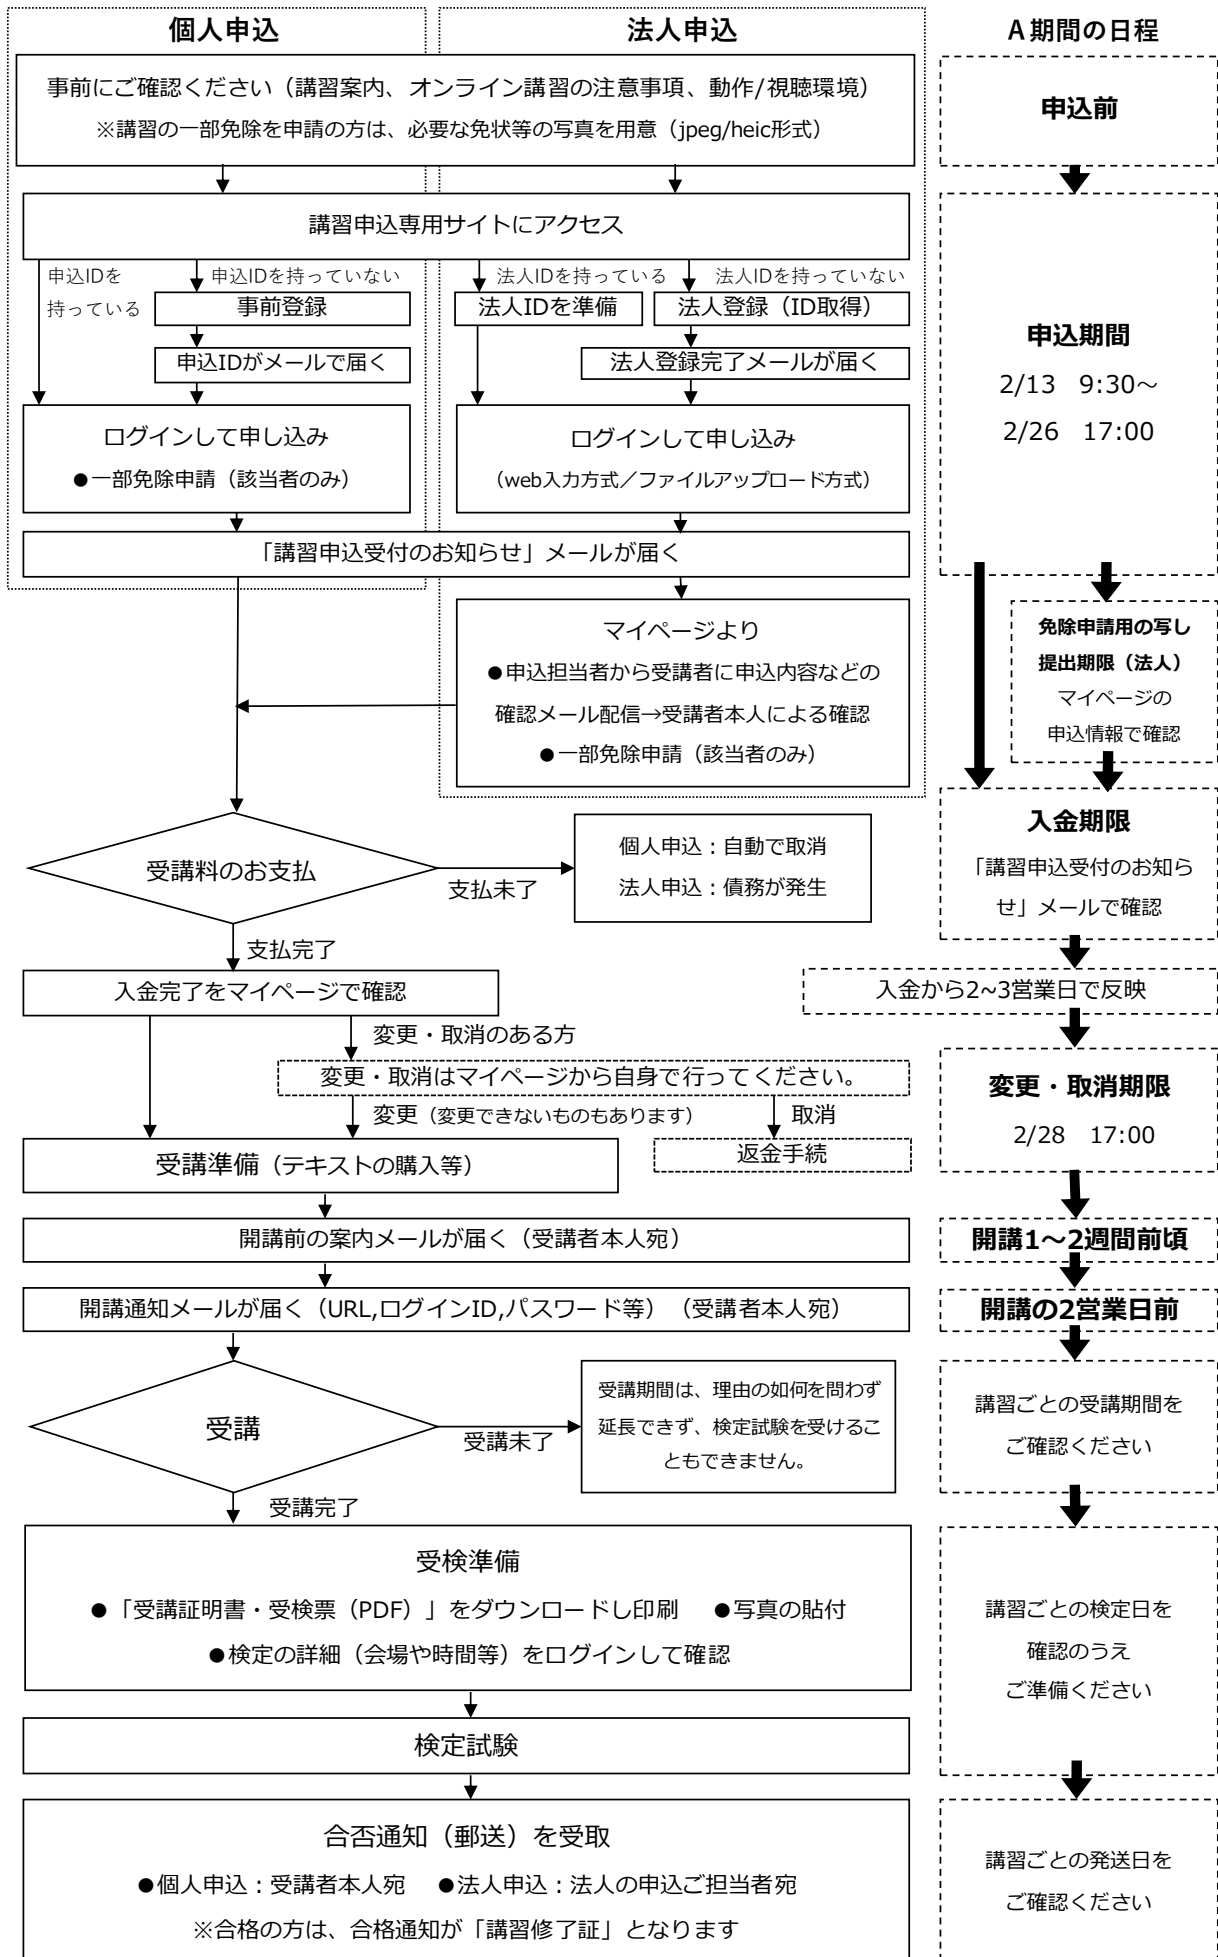 個人申込
法人申込
A期間の日程
事前にご確認ください（講習案内、オンライン講習の注意事項、動作/視聴環境）
※講習の一部免除を申請の方は、必要な免状等の写真を用意（jpeg/heic形式）
申込前
講習申込専用サイトにアクセス
申込IDを
持っている
申込IDを持っていない
事前登録
申込IDがメールで届く
法人IDを持っている
法人IDを準備
法人IDを持っていない
法人登録（ID取得）
法人登録完了メールが届く
申込期間
2/13 9:30～
2/26 17:00
ログインして申し込み
●一部免除申請（該当者のみ）
ログインして申し込み
（web入力方式／ファイルアップロード方式）
「講習申込受付のお知らせ」メールが届く
マイページより
●申込担当者から受講者に申込内容などの
確認メール配信→受講者本人による確認
●一部免除申請（該当者のみ）
免除申請用の写し
提出期限（法人）
マイページの
申込情報で確認
受講料のお支払
支払未了
個人申込：自動で取消
法人申込：債務が発生
入金期限
「講習申込受付のお知ら
せ」メールで確認
支払完了
入金完了をマイページで確認
入金から2~3営業日で反映
変更・取消のある方
変更・取消はマイページから自身で行ってください。
変更（変更できないものもあります）
取消
返金手続
変更・取消期限
2/28 17:00
受講準備（テキストの購入等）
開講前の案内メールが届く（受講者本人宛）
開講1～2週間前頃
開講通知メールが届く（URL,ログインID,パスワード等）（受講者本人宛）
開講の2営業日前
受講
受講未了
受講期間は、理由の如何を問わず
延長できず、検定試験を受けるこ
ともできません。
講習ごとの受講期間を
ご確認ください
受講完了
受検準備
●「受講証明書・受検票（PDF）」をダウンロードし印刷 ●写真の貼付
●検定の詳細（会場や時間等）をログインして確認
講習ごとの検定日を
確認のうえ
ご準備ください
検定試験
合否通知（郵送）を受取
●個人申込：受講者本人宛 ●法人申込：法人の申込ご担当者宛
※合格の方は、合格通知が「講習修了証」となります
講習ごとの発送日を
ご確認ください